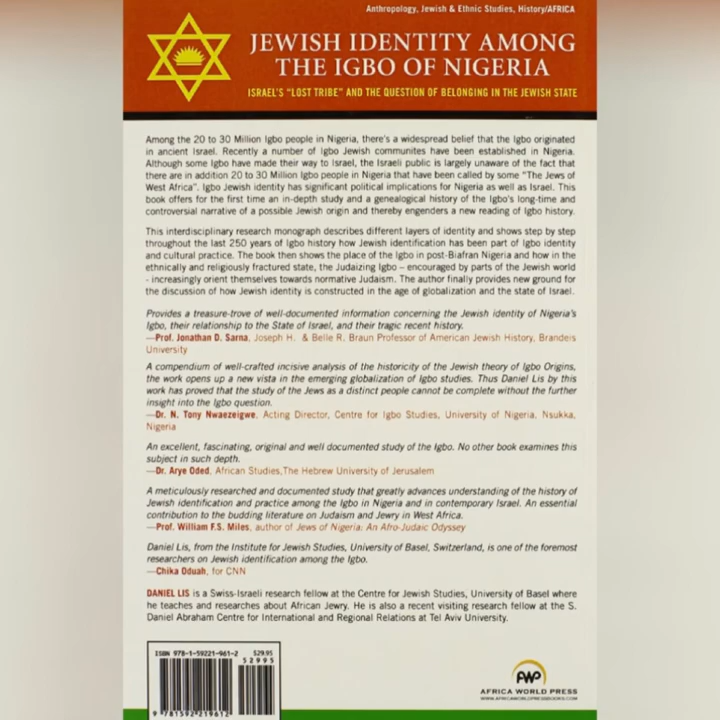 Anthropology, Jewish & Ethnic Studies, History/AFRICA
JEWISH IDENTITY AMONG
THE IGBO OF NIGERIA
ISRAEL'S "LOST TRIBE" AND THE QUESTION OF BELONGING IN THE JEWISH STATE
Among the 20 to 30 Million Igbo people in Nigeria, there's a widespread belief that the Igbo originated
in ancient Israel. Recently a number of Igbo Jewish communites have been established in Nigeria.
Although some Igbo have made their way to Israel, the Israeli public is largely unaware of the fact that
there are in addition 20 to 30 Million Igbo people in Nigeria that have been called by some "The Jews of
West Africa". Igbo Jewish identity has significant political implications for Nigeria as well as Israel. This
book offers for the first time an in-depth study and a genealogical history of the Igbo's long-time and
controversial narrative of a possible Jewish origin and thereby engenders a new reading of Igbo history.
This interdisciplinary research monograph describes different layers of identity and shows step by step
throughout the last 250 years of Igbo history how Jewish identification has been part of Igbo identity
and cultural practice. The book then shows the place of the Igbo in post-Biafran Nigeria and how in the
ethnically and religiously fractured state, the Judaizing Igbo – encouraged by parts of the Jewish world
- increasingly orient themselves towards normative Judaism. The author finally provides new ground for
the discussion of how Jewish identity is constructed in the age of globalization and the state of Israel.
Provides a treasure-trove of well-documented information concerning the Jewish identity of Nigeria's
Igbo, their relationship to the State of Israel, and their tragic recent history.
—Prof. Jonathan D. Sarna, Joseph H. & Belle R. Braun Professor of American Jewish History, Brandeis
University
A compendium of well-crafted incisive analysis of the historicity of the Jewish theory of Igbo Origins,
the work opens up a new vista in the emerging globalization of Igbo studies. Thus Daniel Lis by this
work has proved that the study of the Jews as a distinct people cannot be complete without the further
insight into the Igbo question.
—Dr. N. Tony Nwaezeigwe, Acting Director, Centre for Igbo Studies, University of Nigeria, Nsukka,
Nigeria
An excellent, fascinating, original and well documented study of the Igbo. No other book examines this
subject in such depth.
—Dr. Arye Oded, African Studies,The Hebrew University of Jerusalem
A meticulously researched and documented study that greatly advances understanding of the history of
Jewish identification and practice among the Igbo in Nigeria and in contemporary Israel. An essential
contribution to the budding literature on Judaism and Jewry in West Africa.
—Prof. William F.S. Miles, author of Jews of Nigeria: An Afro-Judaic Odyssey
Daniel Lis, from the Institute for Jewish Studies, University of Basel, Switzerland, is one of the foremost
researchers on Jewish identification among the Igbo.
—Chika Oduah, for CNN
DANIEL LIS is a Swiss-Israeli research fellow at the Centre for Jewish Studies, University of Basel where
he teaches and researches about African Jewry. He is also a recent visiting research fellow at the S.
Daniel Abraham Centre for International and Regional Relations at Tel Aviv University.
ISBN 978-1-59221-961-2 $29.95
52995
9 781592 219612
AWP
AFRICA WORLD PRESS
WWW.AFRICAWORLDPRESSBOOKS.COM